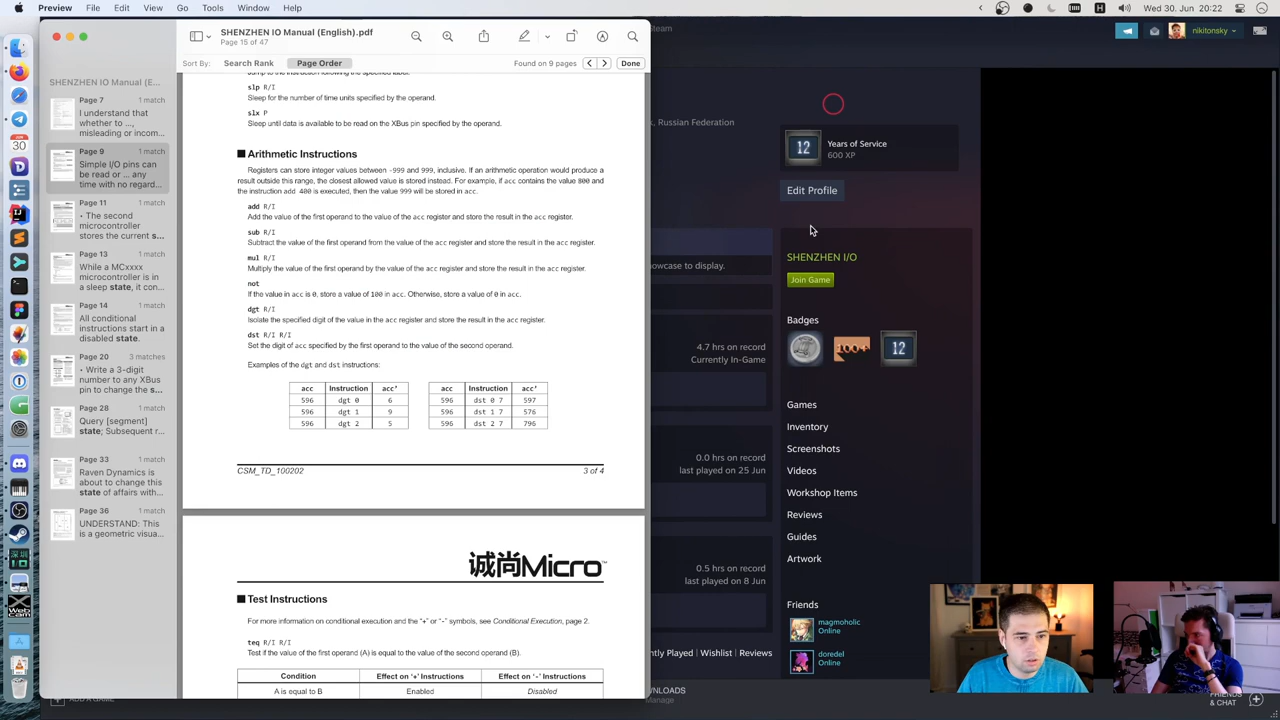 Go
Window
Help
Wed 30. Jun 20:22
SHENZHEN IO Manual (English).pdf
Page 15 of 47
Sort By:
Search Rank
Page Order
Found on 9 pages
Done
SHENZHEN IO Manual (E...
Page 7
1 match
I understand that
whether to ...,
misleading or incom...
Page 9
1 match
Simple I/O pins can
be read or ... any
time with no regard...
Page 11
1 match
• The second
microcontroller
stores the current s...
Page 13
1 match
While a MCxxxx
microcontroller is in
a sleep state, it con...
Page 14
1 match
All conditional
instructions start in a
disabled state.
Page 20
3 matches
• Write a 3-digit
number to any XBus
pin to change the s...
Page 28
1 match
Query [segment]
state; Subsequent r...
Page 33
1 match
Raven Dynamics is
about to change this
state of affairs with...
Page 36
1 match
UNDERSTAND: This
is a geometric visua...
Jump to the instruction following the specified label.
slp R/I
Sleep for the number of time units specified by the operand.
slx P
Sleep until data is available to be read on the XBus pin specified by the operand.
Arithmetic Instructions
Registers can store integer values between -999 and 999, inclusive. If an arithmetic operation would produce a
result outside this range, the closest allowed value is stored instead. For example, if acc contains the value 800 and
the instruction add 400 is executed, then the value 999 will be stored in acc.
add R/I
Add the value of the first operand to the value of the acc register and store the result in the acc register.
sub R/I
Subtract the value of the first operand from the value of the acc register and store the result in the acc register.
mul R/I
Multiply the value of the first operand by the value of the acc register and store the result in the acc register.
not
If the value in acc is 0, store a value of 100 in acc. Otherwise, store a value of 0 in acc.
dgt R/I
Isolate the specified digit of the value in the acc register and store the result in the acc register.
dst R/I R/I
Set the digit of acc specified by the first operand to the value of the second operand.
Examples of the dgt and dst instructions:
acc Instruction acc'
596 dgt 0 6
596 dgt 1 9
596 dgt 2 5
acc Instruction acc'
596 dst 0 7 597
596 dst 1 7 576
596 dst 2 7 796
CSM_TD_100202
3 of 4
诚尚Micro™
Test Instructions
For more information on conditional execution and the "+" or "-" symbols, see Conditional Execution, page 2.
teq R/I R/I
Test if the value of the first operand (A) is equal to the value of the second operand (B).
Condition Effect on '+' Instructions Effect on '-' Instructions
A is equal to B Enabled Disabled
nikitonsky
, Russian Federation
12
Years of Service
600 XP
Edit Profile
howcase to display.
SHENZHEN I/O
Join Game
Badges
100+
12
4.7 hrs on record
Currently In-Game
Games
Inventory
Screenshots
Videos
Workshop Items
Reviews
Guides
Artwork
0.0 hrs on record
last played on 25 Jun
0.5 hrs on record
last played on 8 Jun
Friends
magmoholic
Online
doredel
Online
ntly Played | Wishlist | Reviews
WNLOADS
Manage
ADD A GAME
FRIENDS
& CHAT
Web
cam